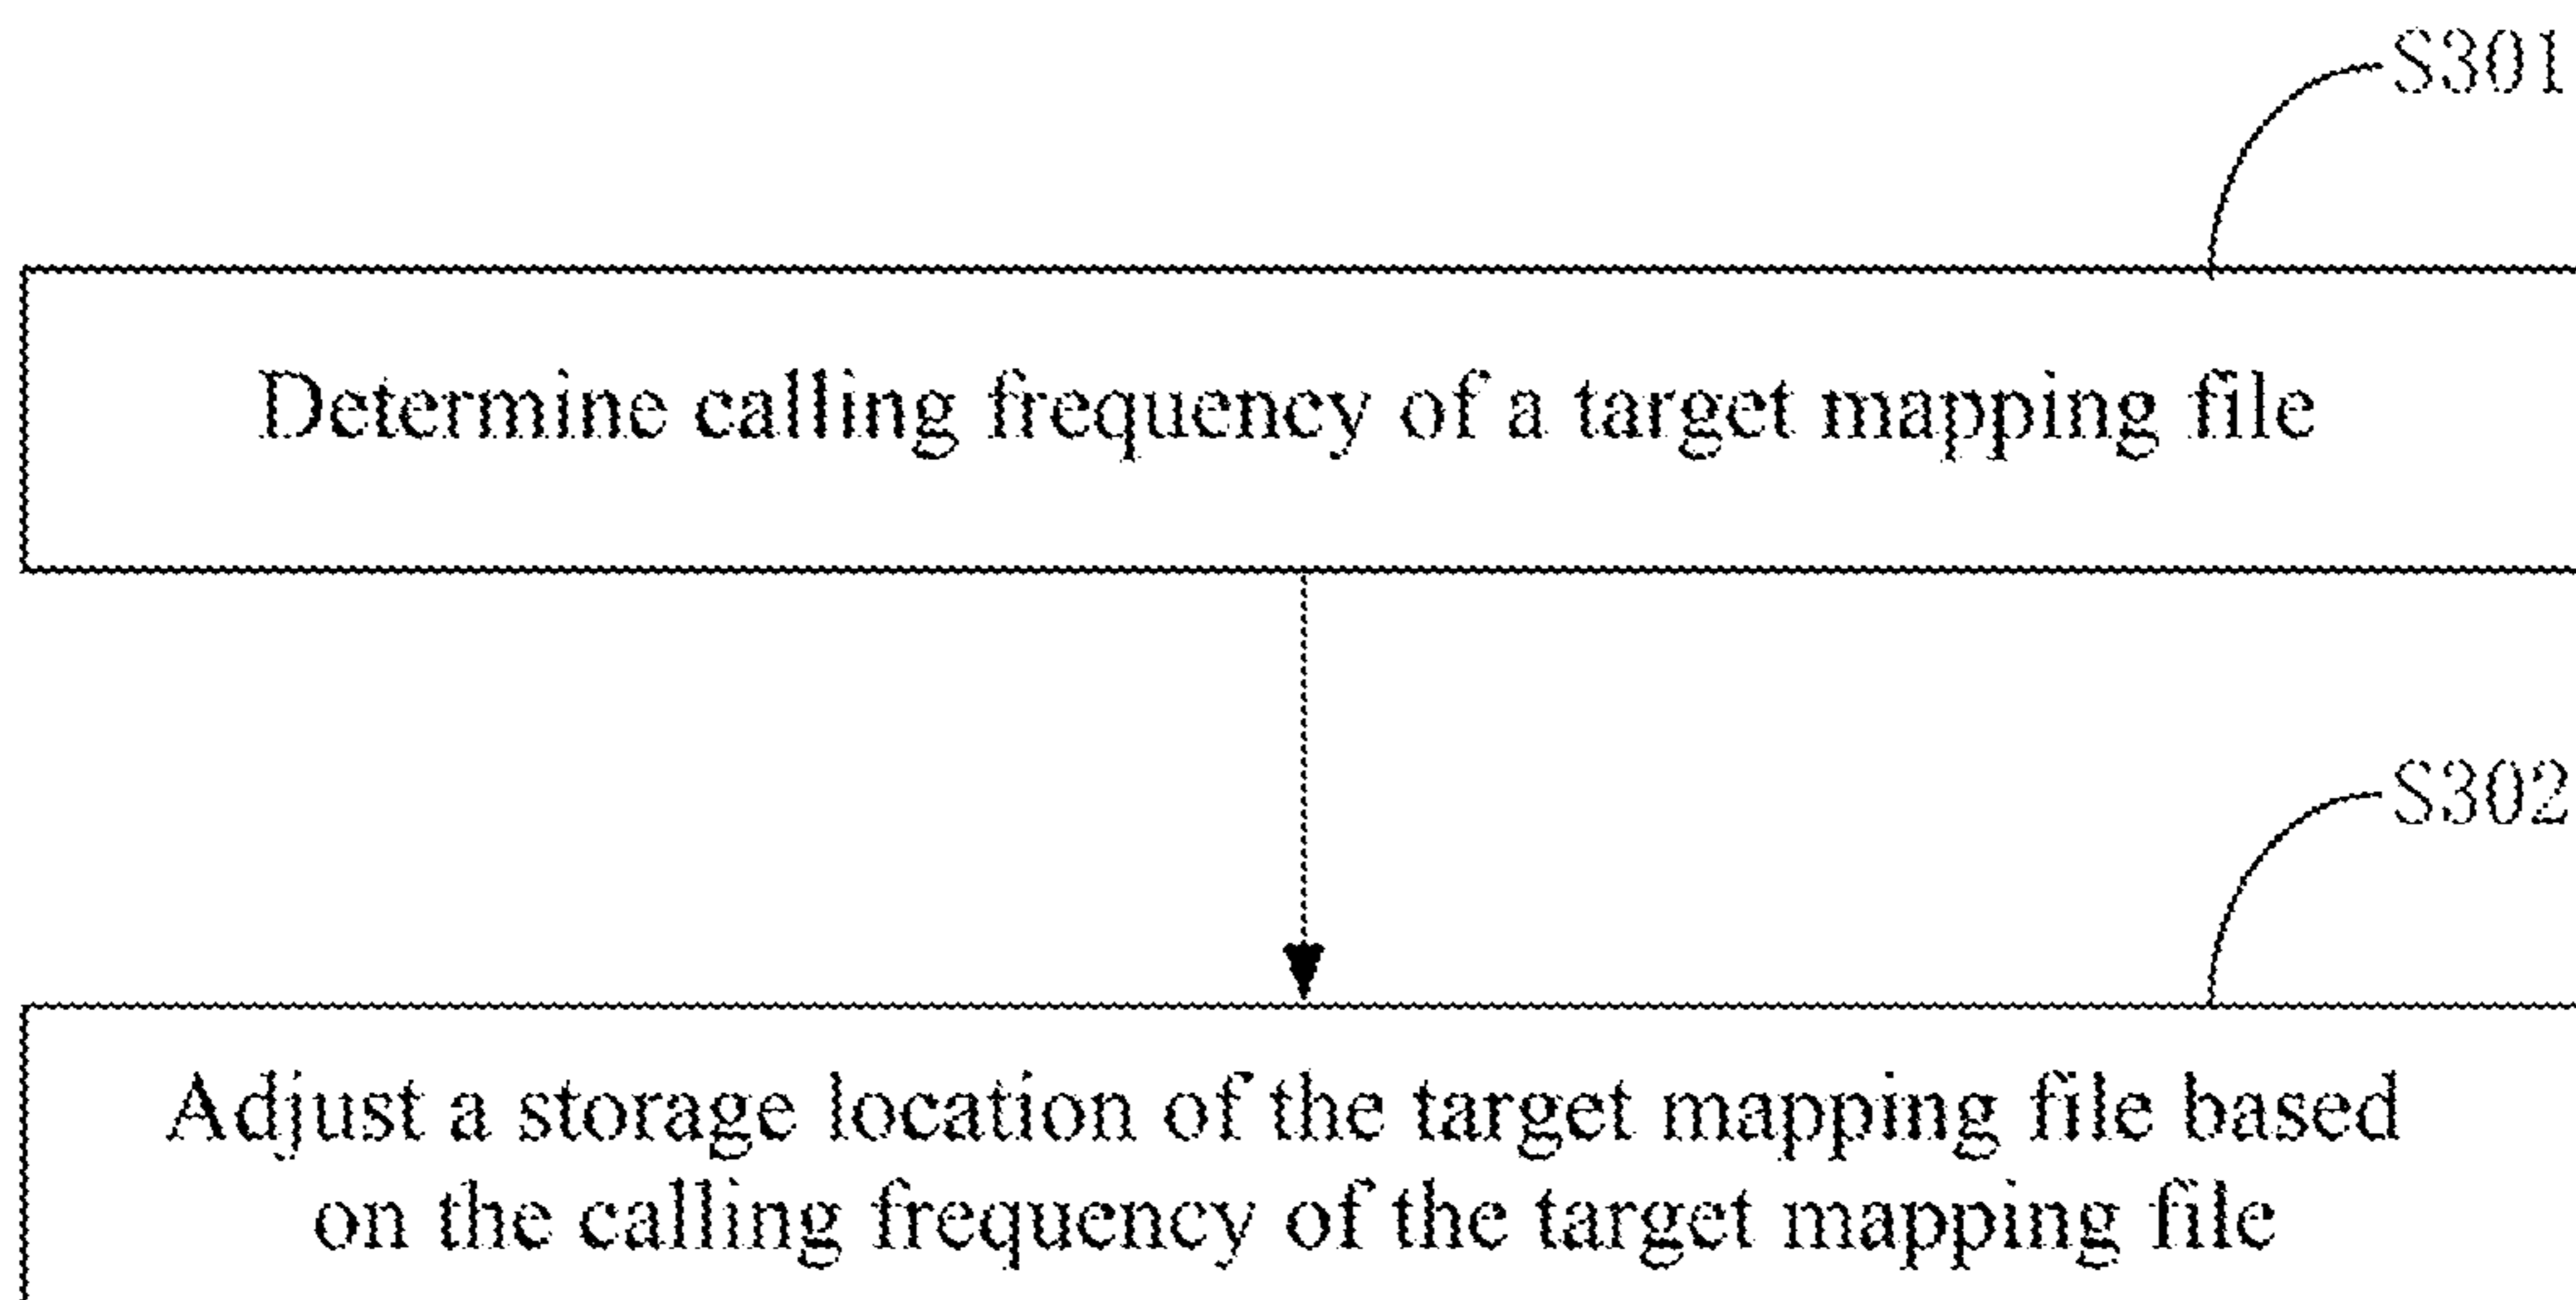 S301
Determine calling frequency of a target mapping file
S302
Adjust a storage location of the target mapping file based
on the calling frequency of the target mapping file